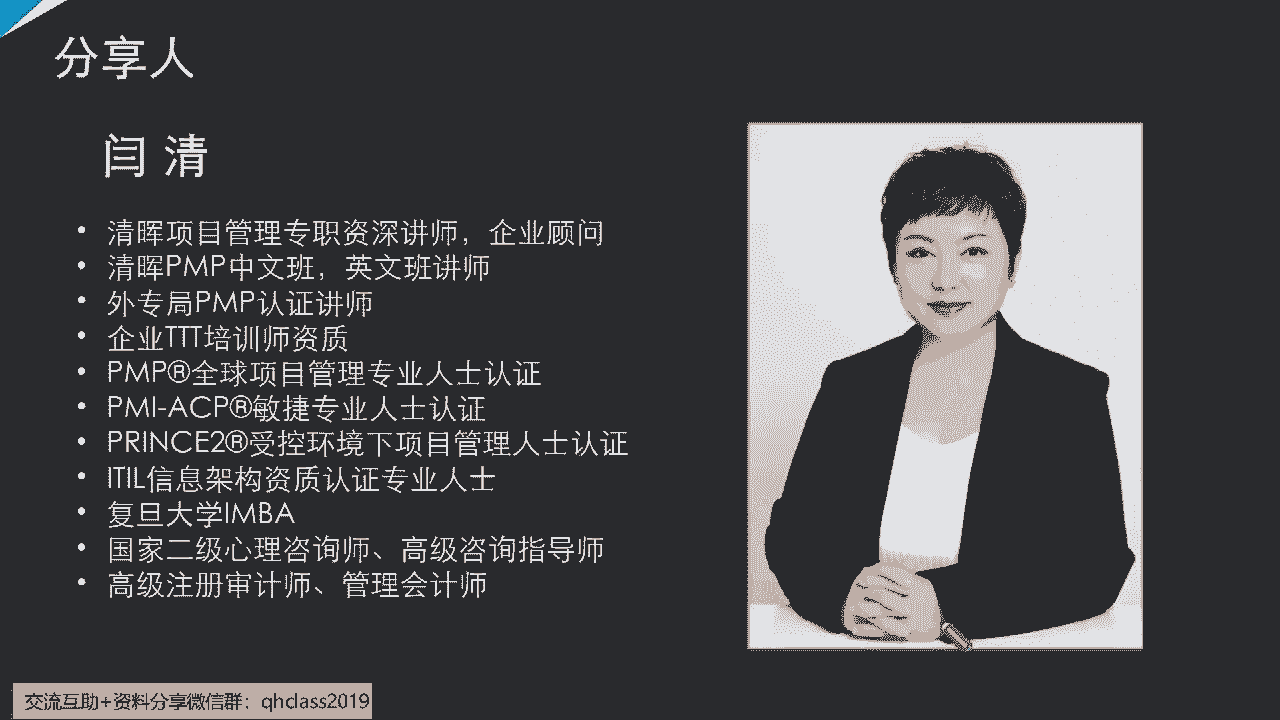 分享人
闫 清
• 清晖项目管理专职资深讲师，企业顾问
• 清晖PMP中文班，英文班讲师
• 外专局PMP认证讲师
• 企业TTT培训师资质
• PMP®全球项目管理专业人士认证
• PMI-ACP®敏捷专业人士认证
• PRINCE2®受控环境下项目管理人士认证
• ITIL信息架构资质认证专业人士
• 复旦大学IMBA
• 国家二级心理咨询师、高级咨询指导师
• 高级注册审计师、管理会计师
交流互助+资料分享微信群：qhclass2019